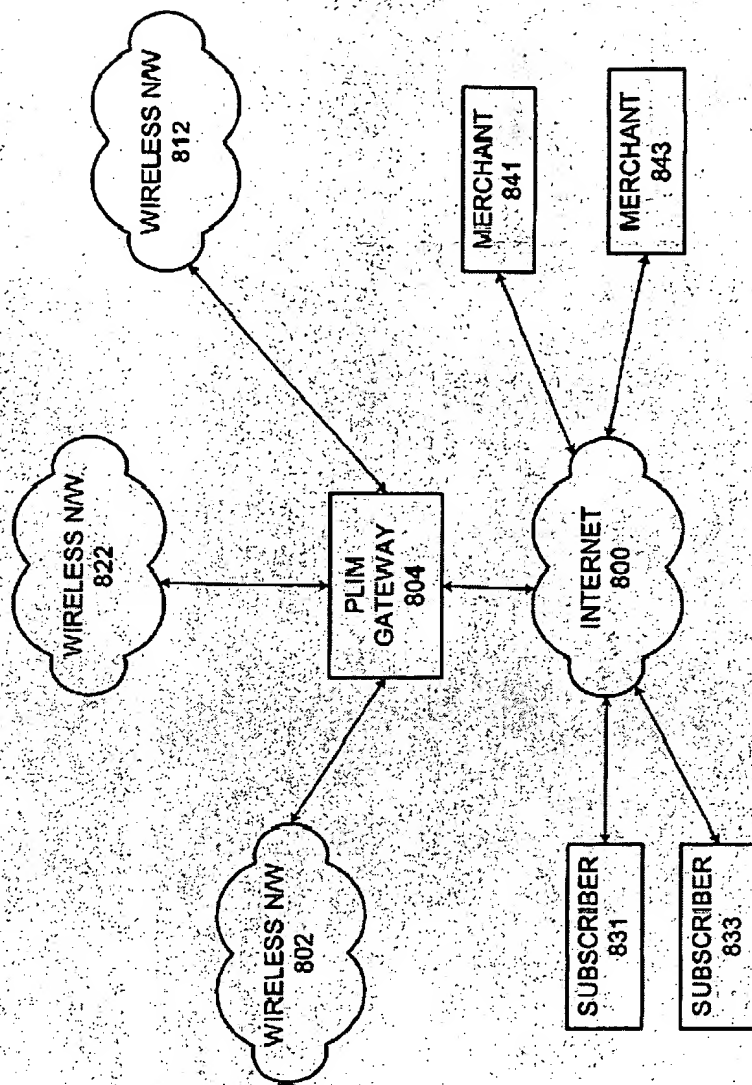 WIRELESS N/W
822
WIRELESS N/W
812
WIRELESS N/W
802
PLIM
GATEWAY
804
INTERNET
800
SUBSCRIBER
831
SUBSCRIBER
833
MERCHANT
841
MERCHANT
843